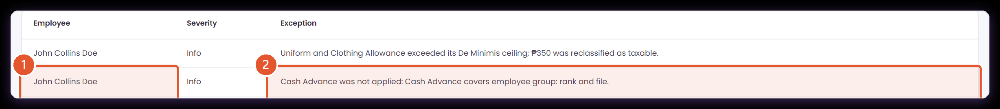 Employee Severity Exception
John Collins Doe Info Uniform and Clothing Allowance exceeded its De Minimis ceiling; ₱350 was reclassified as taxable.
1 2
John Collins Doe Info Cash Advance was not applied: Cash Advance covers employee group: rank and file.